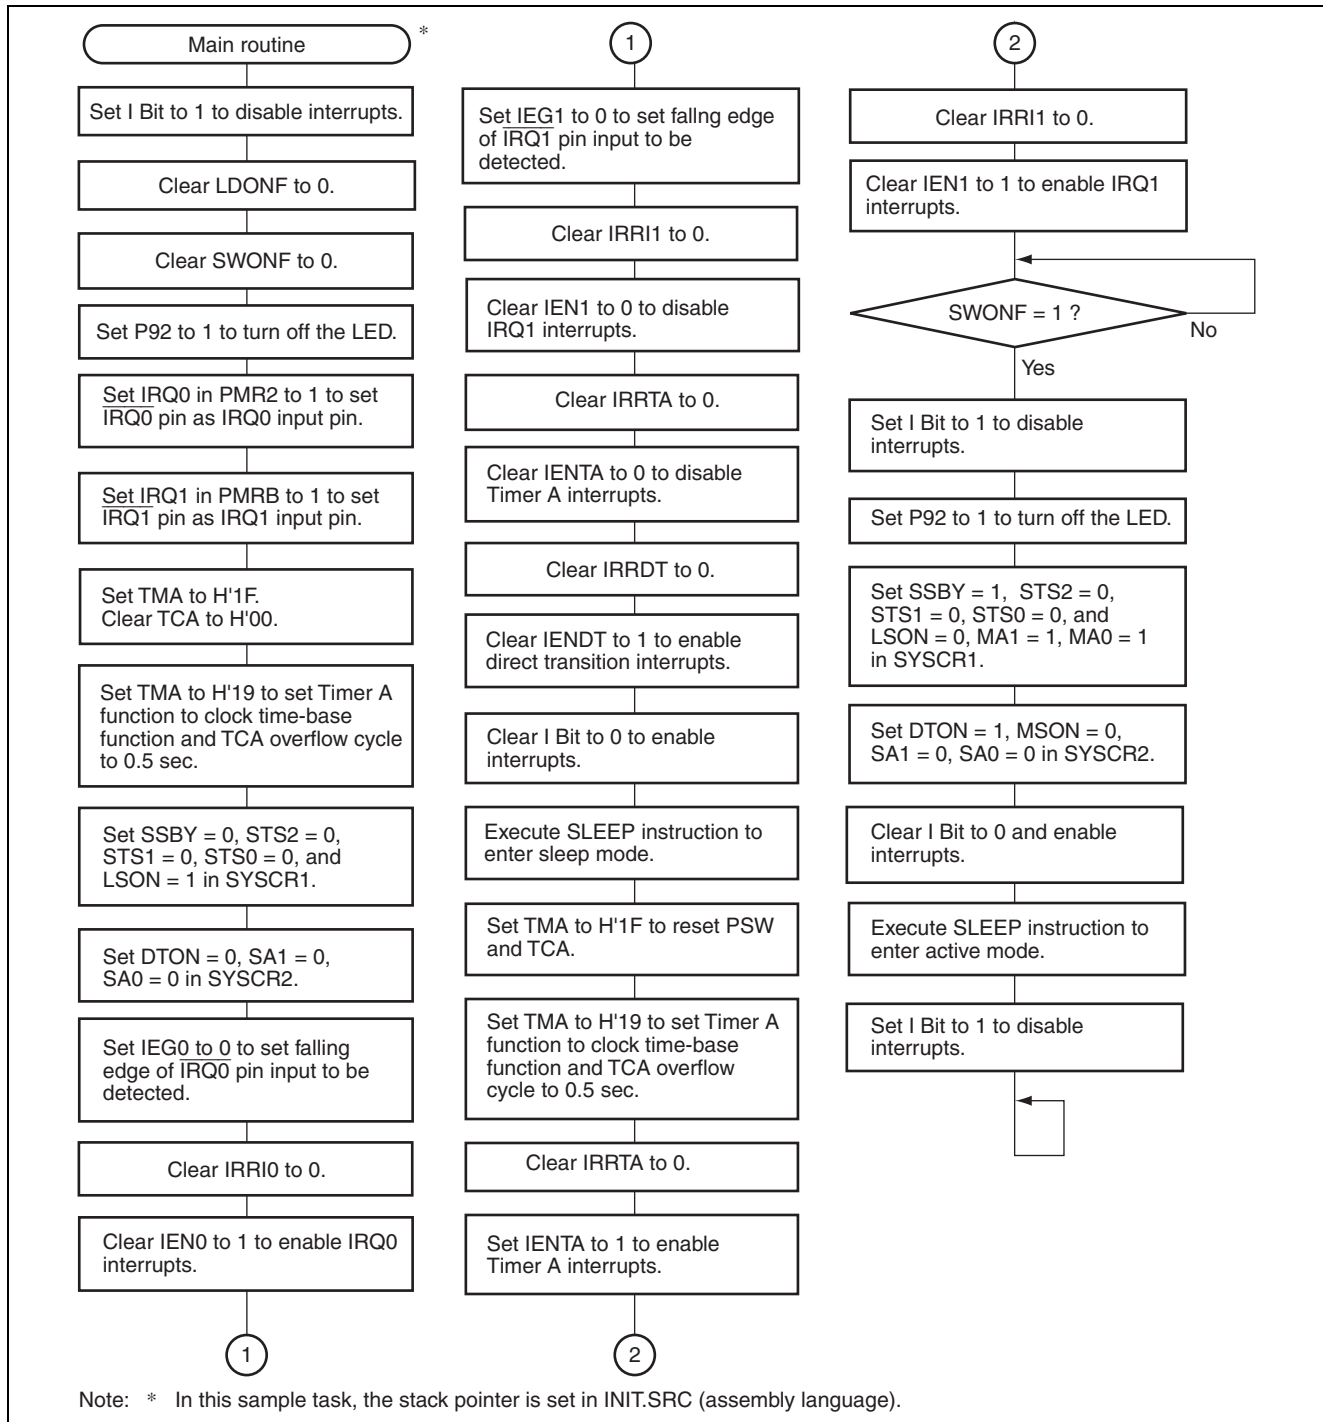 Main routine
*
Set I Bit to 1 to disable interrupts.
Clear LDONF to 0.
Clear SWONF to 0.
Set P92 to 1 to turn off the LED.
Set IRQ0 in PMR2 to 1 to set
IRQ0 pin as IRQ0 input pin.
Set IRQ1 in PMRB to 1 to set
IRQ1 pin as IRQ1 input pin.
Set TMA to H'1F.
Clear TCA to H'00.
Set TMA to H'19 to set Timer A
function to clock time-base
function and TCA overflow cycle
to 0.5 sec.
Set SSBY = 0, STS2 = 0,
STS1 = 0, STS0 = 0, and
LSON = 1 in SYSCR1.
Set DTON = 0, SA1 = 0,
SA0 = 0 in SYSCR2.
Set IEG0 to 0 to set falling
edge of IRQ0 pin input to be
detected.
Clear IRRI0 to 0.
Clear IEN0 to 1 to enable IRQ0
interrupts.
1
1
Set IEG1 to 0 to set fallng edge
of IRQ1 pin input to be
detected.
Clear IRRI1 to 0.
Clear IEN1 to 0 to disable
IRQ1 interrupts.
Clear IRRTA to 0.
Clear IENTA to 0 to disable
Timer A interrupts.
Clear IRRDT to 0.
Clear IENDT to 1 to enable
direct transition interrupts.
Clear I Bit to 0 to enable
interrupts.
Execute SLEEP instruction to
enter sleep mode.
Set TMA to H'1F to reset PSW
and TCA.
Set TMA to H'19 to set Timer A
function to clock time-base
function and TCA overflow
cycle to 0.5 sec.
Clear IRRTA to 0.
Set IENTA to 1 to enable
Timer A interrupts.
2
2
Clear IRRI1 to 0.
Clear IEN1 to 1 to enable IRQ1
interrupts.
SWONF = 1 ?
No
Yes
Set I Bit to 1 to disable
interrupts.
Set P92 to 1 to turn off the LED.
Set SSBY = 1, STS2 = 0,
STS1 = 0, STS0 = 0, and
LSON = 0, MA1 = 1, MA0 = 1
in SYSCR1.
Set DTON = 1, MSON = 0,
SA1 = 0, SA0 = 0 in SYSCR2.
Clear I Bit to 0 and enable
interrupts.
Execute SLEEP instruction to
enter active mode.
Set I Bit to 1 to disable
interrupts.
Note: * In this sample task, the stack pointer is set in INIT.SRC (assembly language).